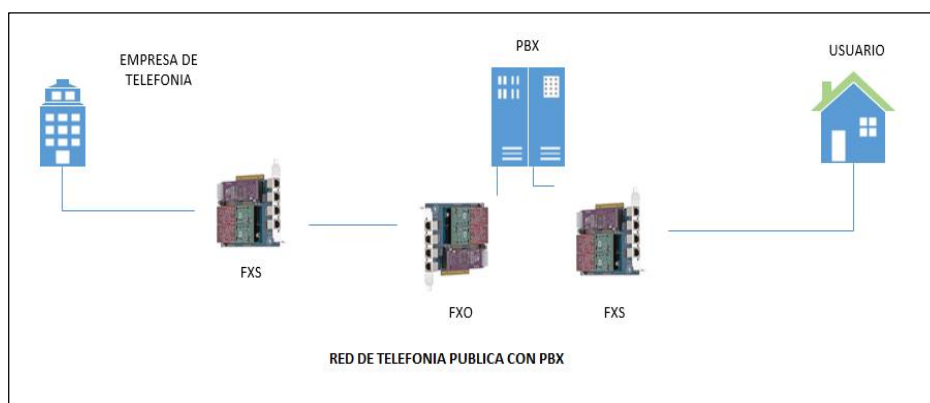 EMPRESA DE
TELEFONIA
PBX
USUARIO
FXS
FXO
FXS
RED DE TELEFONIA PUBLICA CON PBX